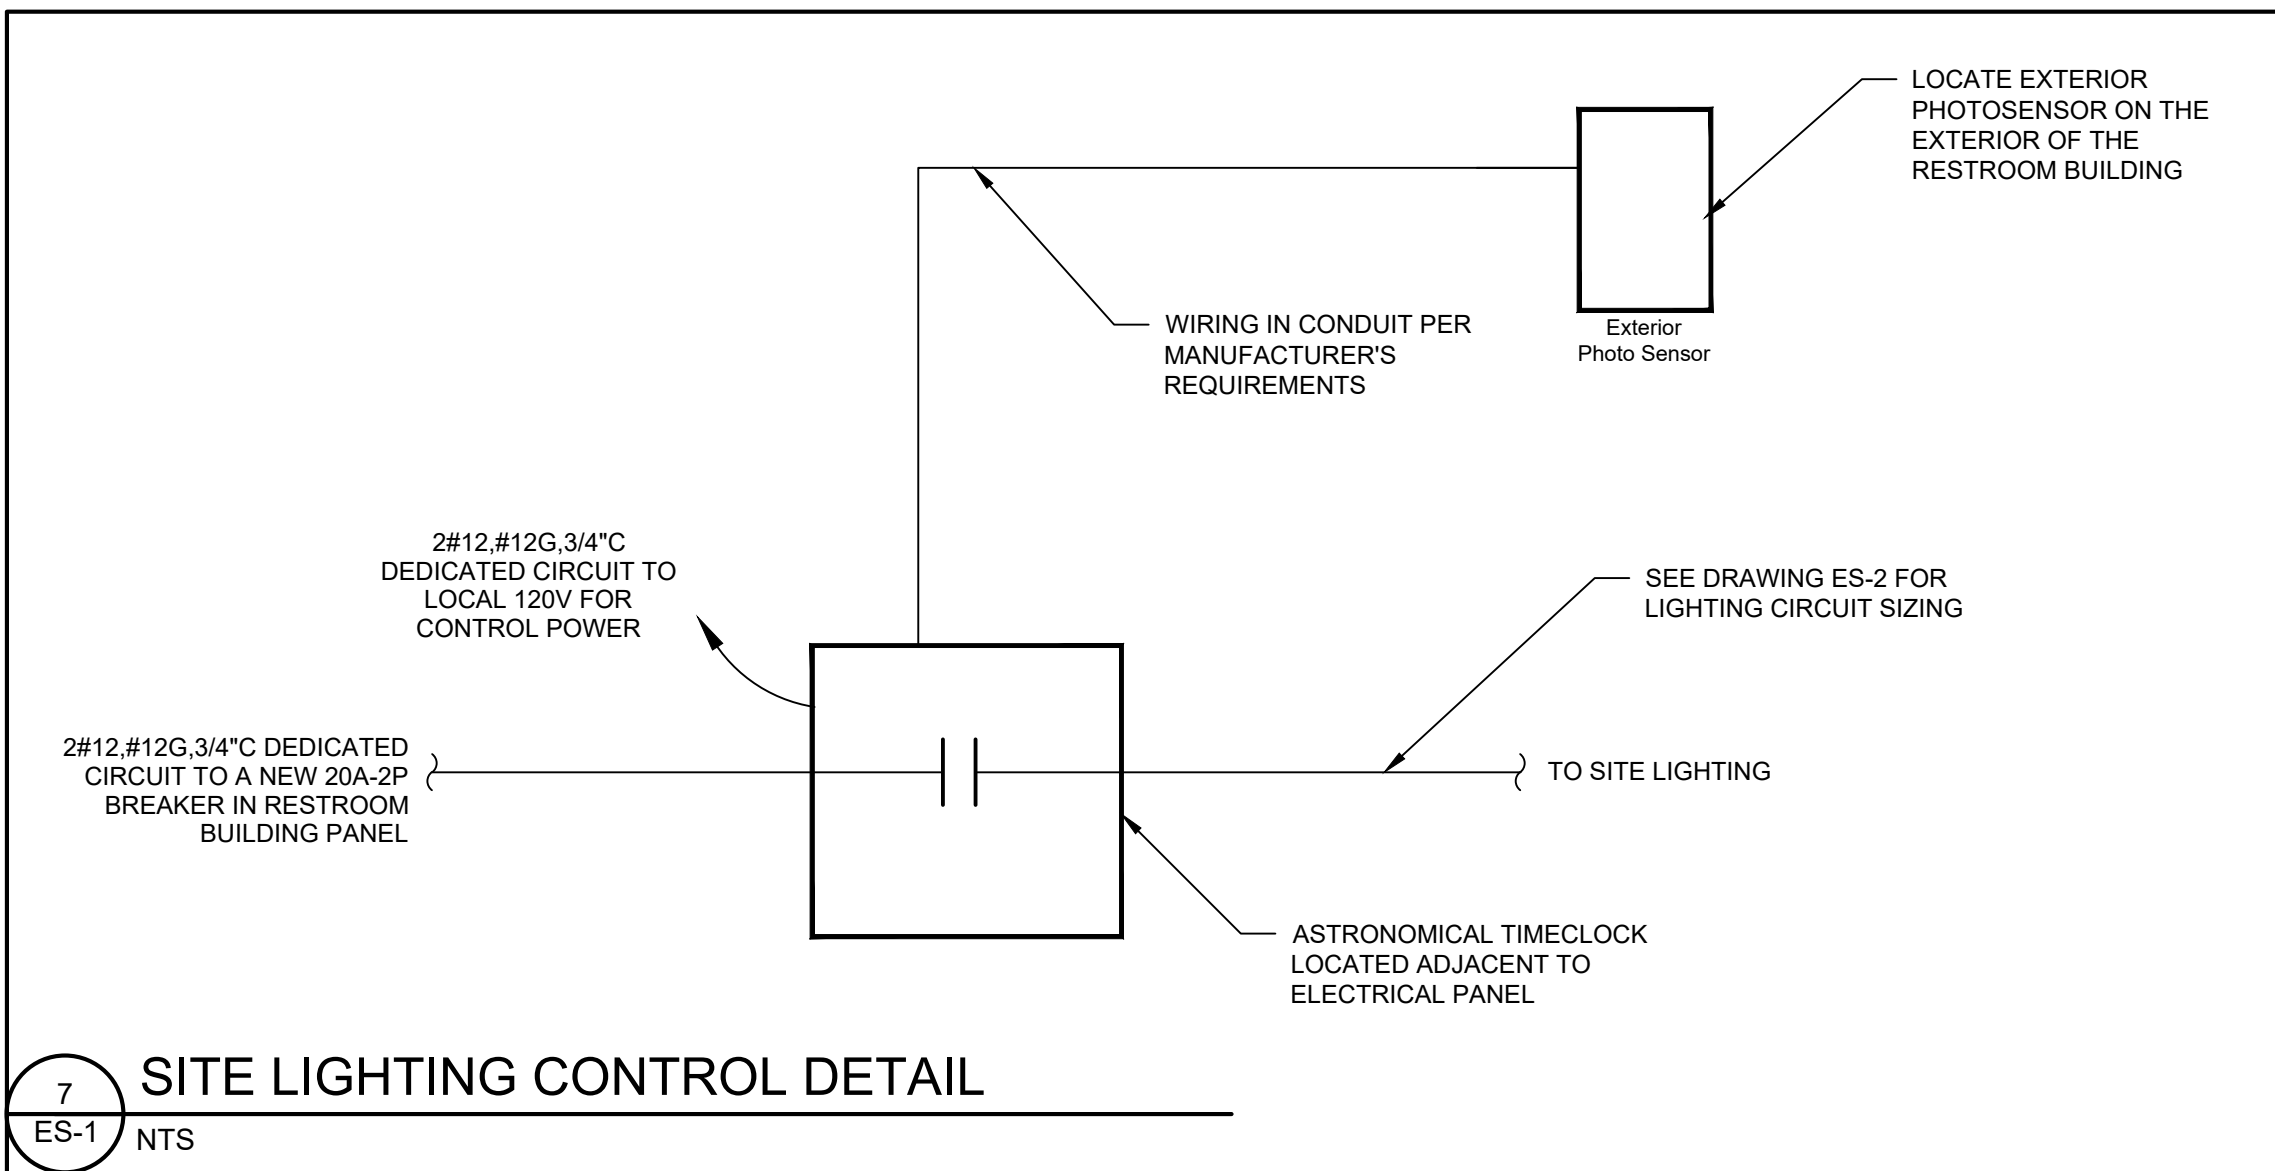 LOCATE EXTERIOR
PHOTOSENSOR ON THE
EXTERIOR OF THE
RESTROOM BUILDING
Exterior
Photo Sensor
WIRING IN CONDUIT PER
MANUFACTURER'S
REQUIREMENTS
2#12,#12G,3/4"C
DEDICATED CIRCUIT TO
LOCAL 120V FOR
CONTROL POWER
SEE DRAWING ES-2 FOR
LIGHTING CIRCUIT SIZING
2#12,#12G,3/4"C DEDICATED
CIRCUIT TO A NEW 20A-2P
BREAKER IN RESTROOM
BUILDING PANEL
TO SITE LIGHTING
ASTRONOMICAL TIMECLOCK
LOCATED ADJACENT TO
ELECTRICAL PANEL
7
SITE LIGHTING CONTROL DETAIL
ES-1
NTS